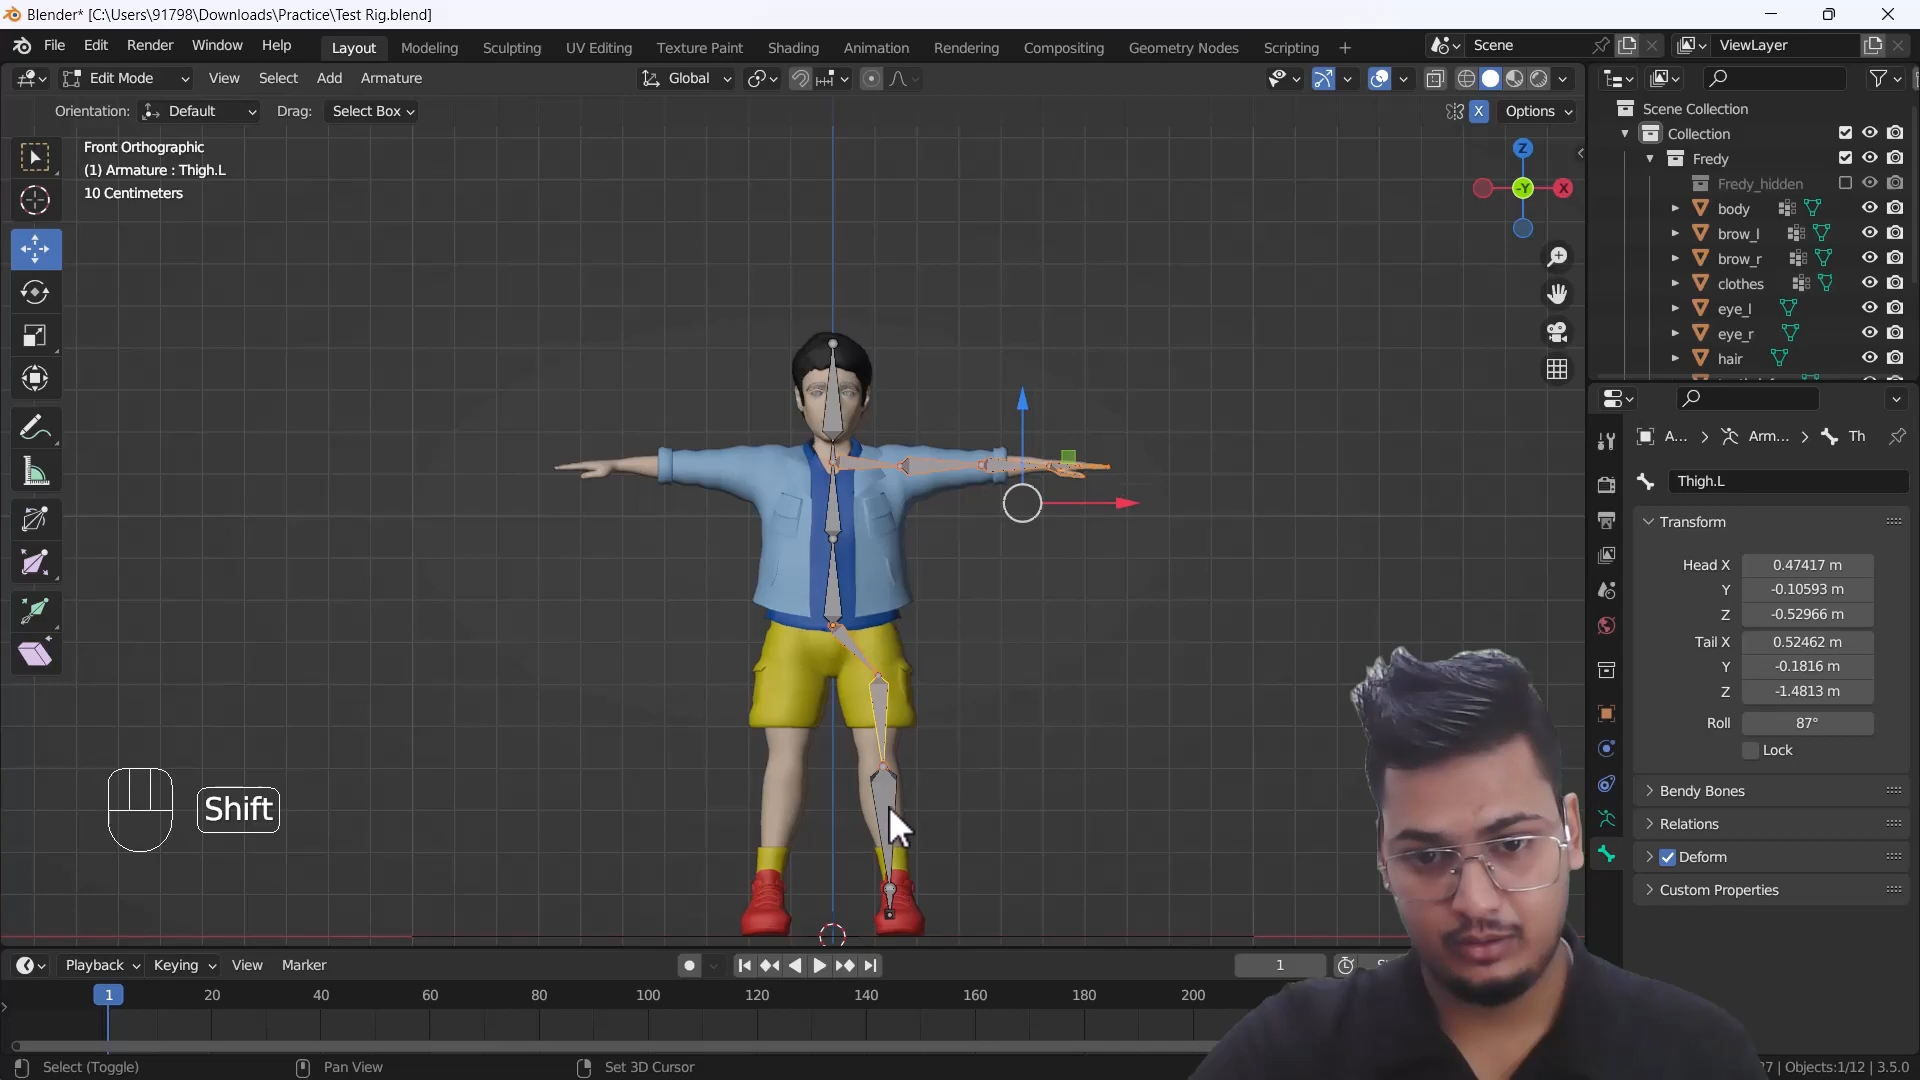 Blender* [C:\Users\91798\Downloads\Practice\Test Rig.blend]
File Edit Render Window Help Layout Modeling Sculpting UV Editing Texture Paint Shading Animation Rendering Compositing Geometry Nodes Scripting + Scene ViewLayer
Edit Mode View Select Add Armature Global
Orientation: Default Drag: Select Box X Options
Front Orthographic
(1) Armature : Thigh.L
10 Centimeters
Z
-Y
X
Scene Collection
Collection
Fredy
Fredy_hidden
body
brow_l
brow_r
clothes
eye_l
eye_r
hair
A... Arm... Th
Thigh.L
Transform
Head X 0.47417 m
Y -0.10593 m
Z -0.52966 m
Tail X 0.52462 m
Y -0.1816 m
Z -1.4813 m
Roll 87°
Lock
Bendy Bones
Relations
Deform
Custom Properties
Shift
Playback Keying View Marker 1
1 20 40 60 80 100 120 140 160 180 200
Select (Toggle) Pan View Set 3D Cursor 7 | Objects:1/12 | 3.5.0